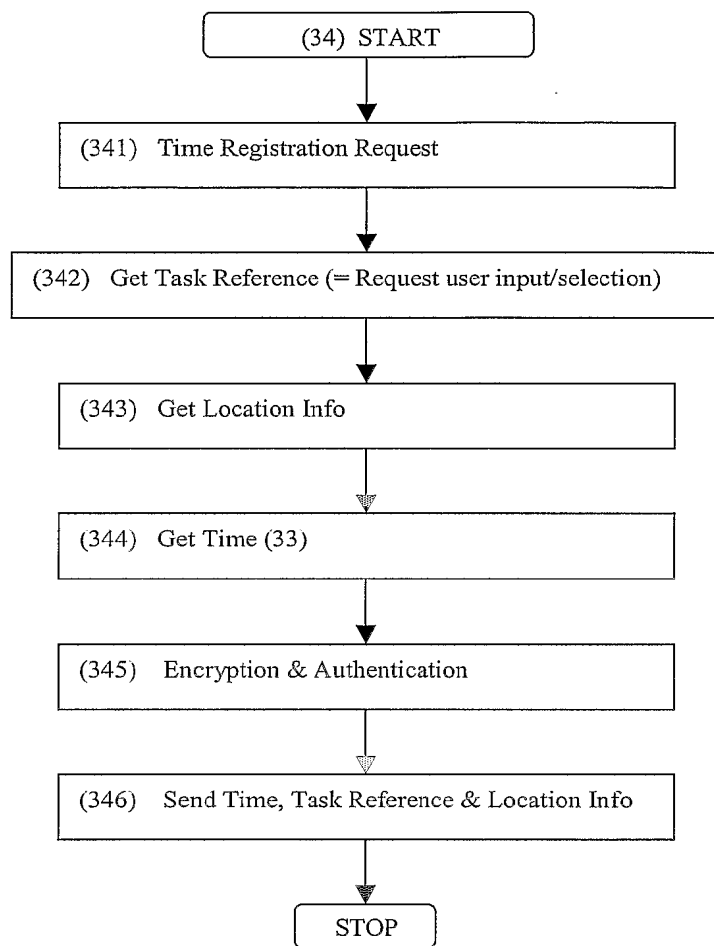 (34) START
(341) Time Registration Request
(342) Get Task Reference (= Request user input/selection)
(343) Get Location Info
(344) Get Time (33)
(345) Encryption & Authentication
(346) Send Time, Task Reference & Location Info
STOP